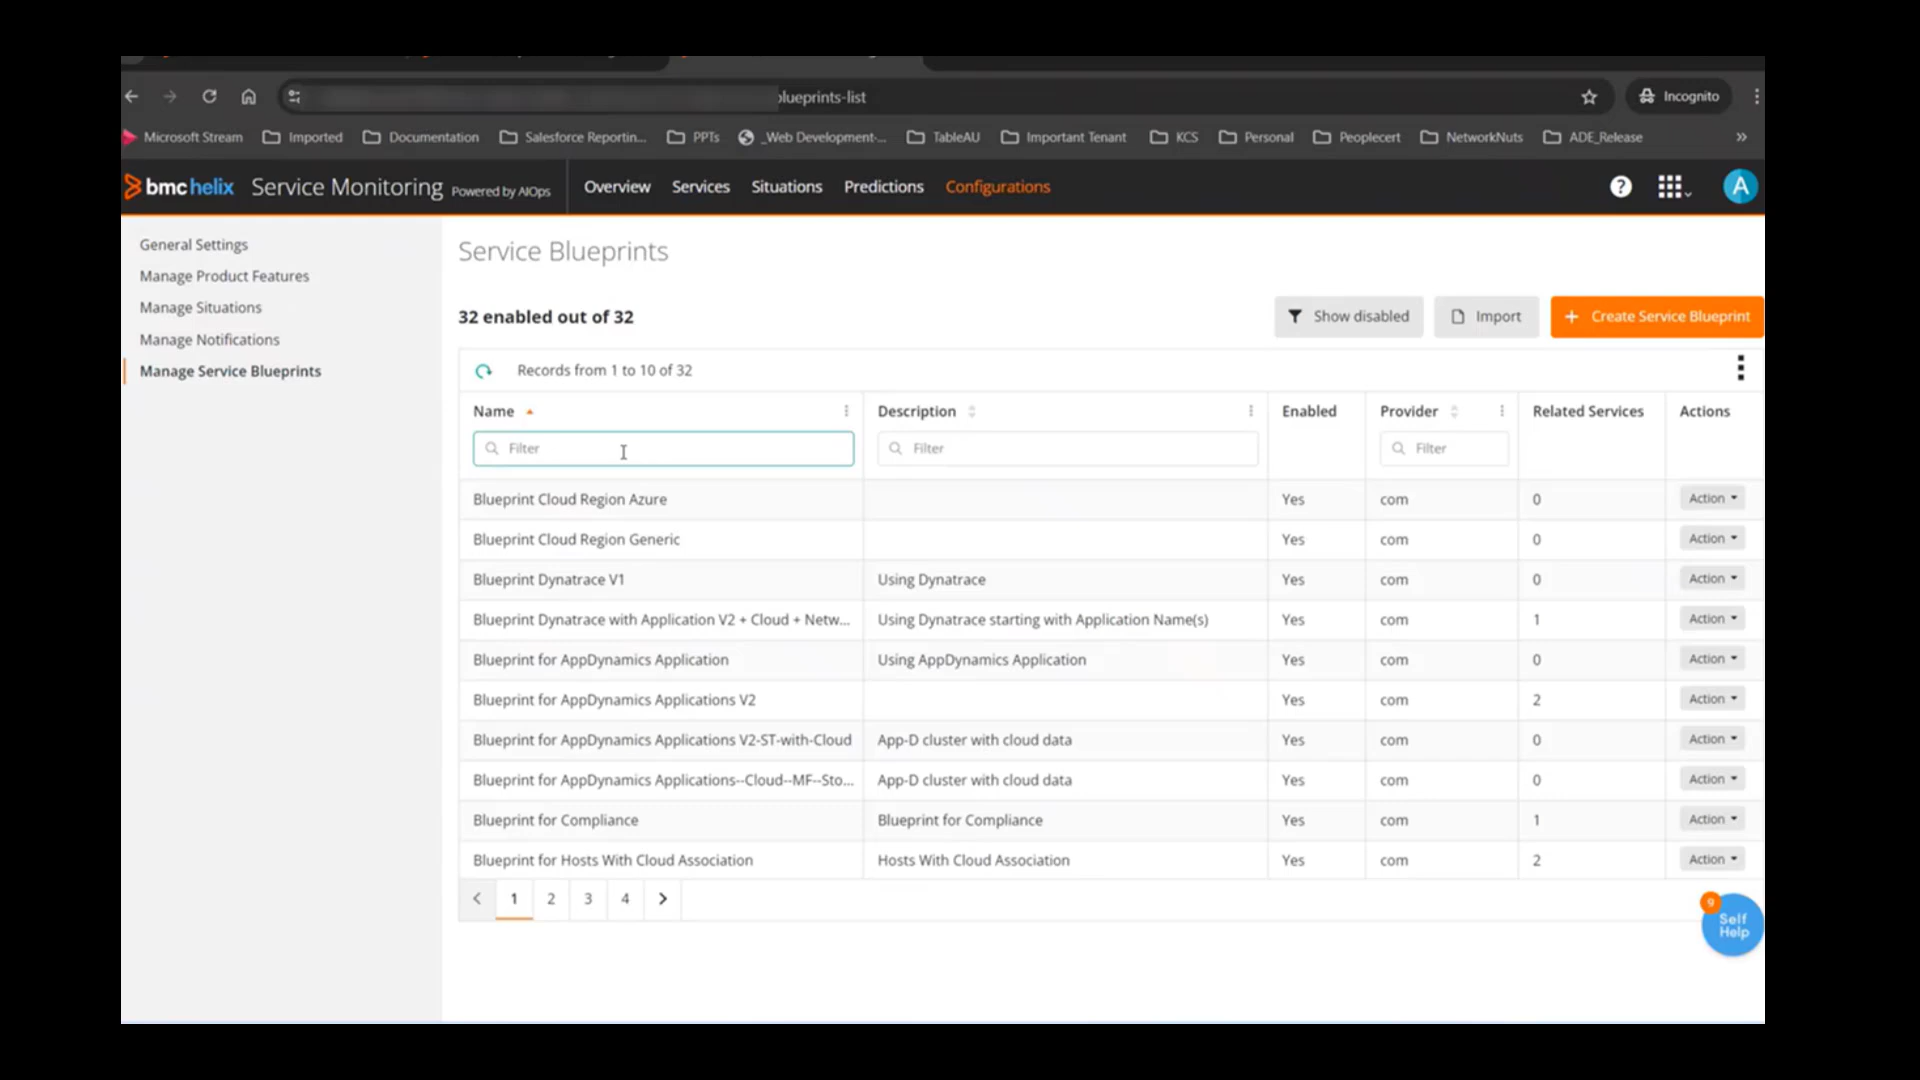 lueprints-list
Incognito
Microsoft Stream
Imported
Documentation
Salesforce Reportin...
PPTs
_Web Development-...
TableAU
Important Tenant
KCS
Personal
Peoplecert
NetworkNuts
ADE_Release
»
bmchelix
Service Monitoring Powered by AIOps
Overview
Services
Situations
Predictions
Configurations
?
A
General Settings
Manage Product Features
Manage Situations
Manage Notifications
Manage Service Blueprints
Service Blueprints
32 enabled out of 32
Show disabled
Import
+ Create Service Blueprint
Records from 1 to 10 of 32
Name Description Enabled Provider Related Services Actions
Filter Filter Filter
Blueprint Cloud Region Azure Yes com 0 Action
Blueprint Cloud Region Generic Yes com 0 Action
Blueprint Dynatrace V1 Using Dynatrace Yes com 0 Action
Blueprint Dynatrace with Application V2 + Cloud + Netw... Using Dynatrace starting with Application Name(s) Yes com 1 Action
Blueprint for AppDynamics Application Using AppDynamics Application Yes com 0 Action
Blueprint for AppDynamics Applications V2 Yes com 2 Action
Blueprint for AppDynamics Applications V2-ST-with-Cloud App-D cluster with cloud data Yes com 0 Action
Blueprint for AppDynamics Applications--Cloud--MF--Sto... App-D cluster with cloud data Yes com 0 Action
Blueprint for Compliance Blueprint for Compliance Yes com 1 Action
Blueprint for Hosts With Cloud Association Hosts With Cloud Association Yes com 2 Action
< 1 2 3 4 >
9
Self
Help